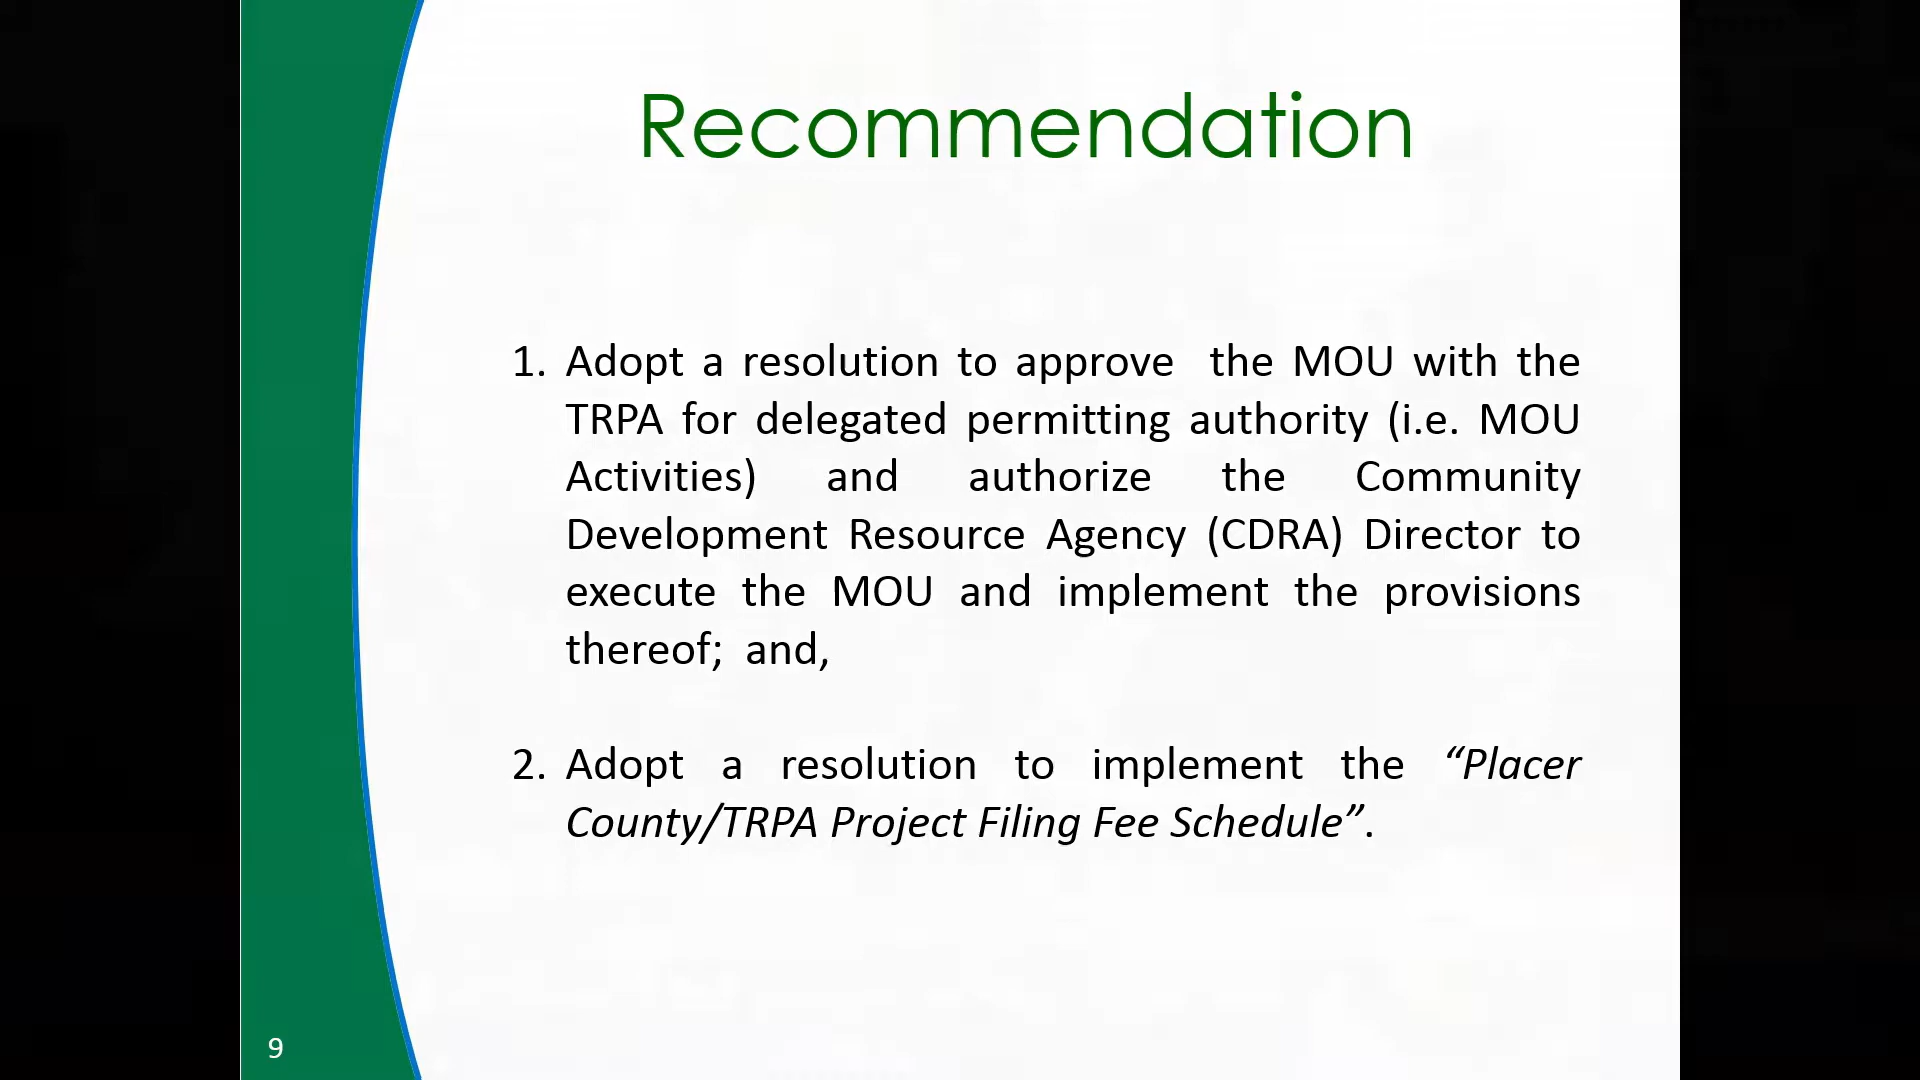 Recommendation
1. Adopt a resolution to approve  the MOU with the
TRPA for delegated permitting authority (i.e. MOU
Activities) and authorize the Community
Development Resource Agency (CDRA) Director to
execute the MOU and implement the provisions
thereof;  and,
2. Adopt a resolution to implement the “Placer
County/TRPA Project Filing Fee Schedule”.
9